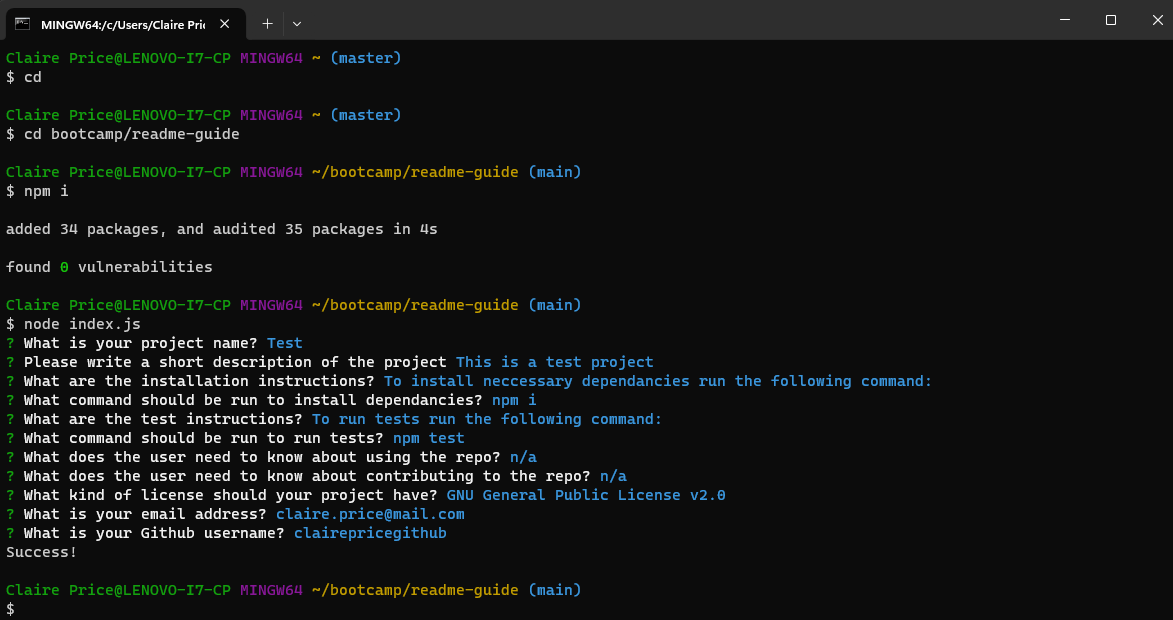 MINGW64:/c/Users/Claire Pri
Claire Price@LENOVO-I7-CP MINGW64 ~ (master)
$ cd
Claire Price@LENOVO-I7-CP MINGW64 ~ (master)
$ cd bootcamp/readme-guide
Claire Price@LENOVO-I7-CP MINGW64 ~/bootcamp/readme-guide (main)
$ npm i
added 34 packages, and audited 35 packages in 4s
found 0 vulnerabilities
Claire Price@LENOVO-I7-CP MINGW64 ~/bootcamp/readme-guide (main)
$ node index.js
? What is your project name? Test
? Please write a short description of the project This is a test project
? What are the installation instructions? To install neccessary dependancies run the following command:
? What command should be run to install dependancies? npm i
? What are the test instructions? To run tests run the following command:
? What command should be run to run tests? npm test
? What does the user need to know about using the repo? n/a
? What does the user need to know about contributing to the repo? n/a
? What kind of license should your project have? GNU General Public License v2.0
? What is your email address? claire.price@mail.com
? What is your Github username? clairepricegithub
Success!
Claire Price@LENOVO-I7-CP MINGW64 ~/bootcamp/readme-guide (main)
$